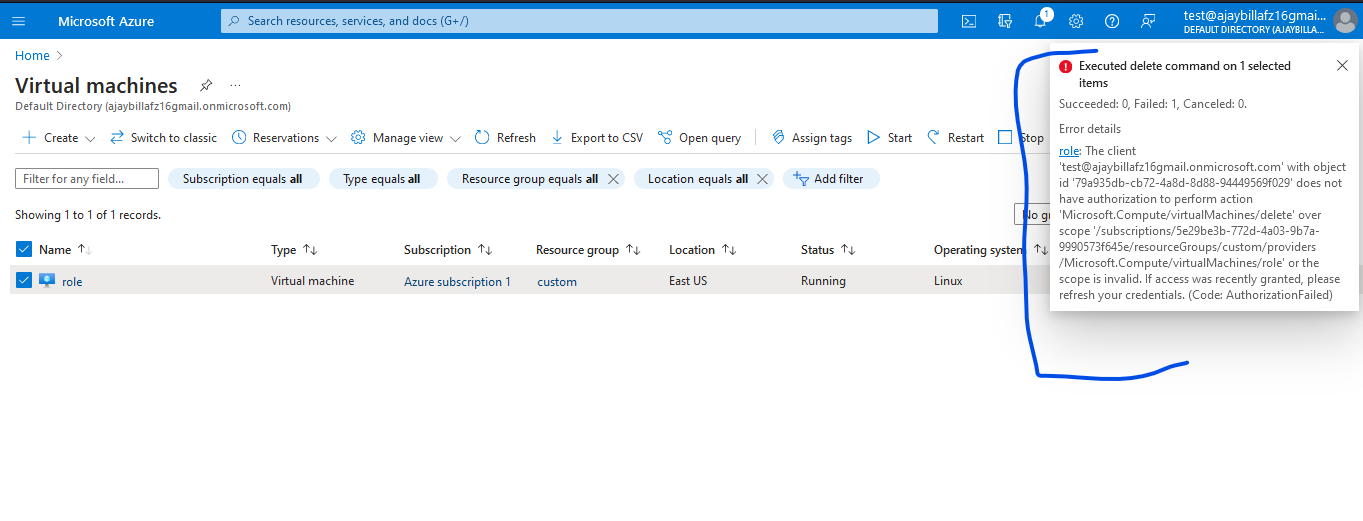 Microsoft Azure
Search resources, services, and docs (G+/)
1
test@ajaybillafz16gmai...
DEFAULT DIRECTORY (AJAYBILLA...
Home
Virtual machines
Default Directory (ajaybillafz16gmail.onmicrosoft.com)
Create
Switch to classic
Reservations
Manage view
Refresh
Export to CSV
Open query
Assign tags
Start
Restart
Stop
Filter for any field...
Subscription equals all
Type equals all
Resource group equals all
Location equals all
Add filter
Showing 1 to 1 of 1 records.
No gr
Name
Type
Subscription
Resource group
Location
Status
Operating system
role
Virtual machine
Azure subscription 1
custom
East US
Running
Linux
Executed delete command on 1 selected
items
Succeeded: 0, Failed: 1, Canceled: 0.
Error details
role: The client
'test@ajaybillafz16gmail.onmicrosoft.com' with object
id '79a935db-cb72-4a8d-8d88-94449569f029' does not
have authorization to perform action
'Microsoft.Compute/virtualMachines/delete' over
scope '/subscriptions/5e29be3b-772d-4a03-9b7a-
9990573f645e/resourceGroups/custom/providers
/Microsoft.Compute/virtualMachines/role' or the
scope is invalid. If access was recently granted, please
refresh your credentials. (Code: AuthorizationFailed)